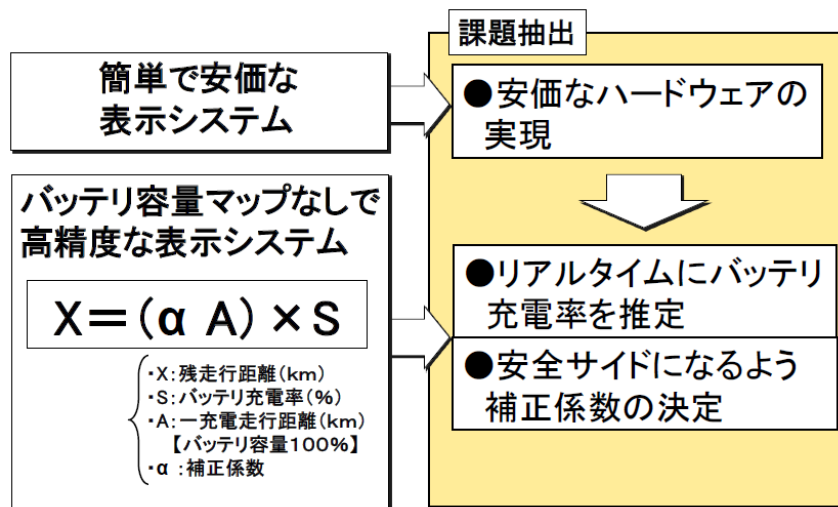 簡単で安価な
表示システム
バッテリ容量マップなしで
高精度な表示システム
X＝(α A)×S
・X：残走行距離(km)
・S：バッテリ充電率(%)
・A：一充電走行距離(km)
【バッテリ容量100%】
・α：補正係数
課題抽出
●安価なハードウェアの
実現
●リアルタイムにバッテリ
充電率を推定
●安全サイドになるよう
補正係数の決定